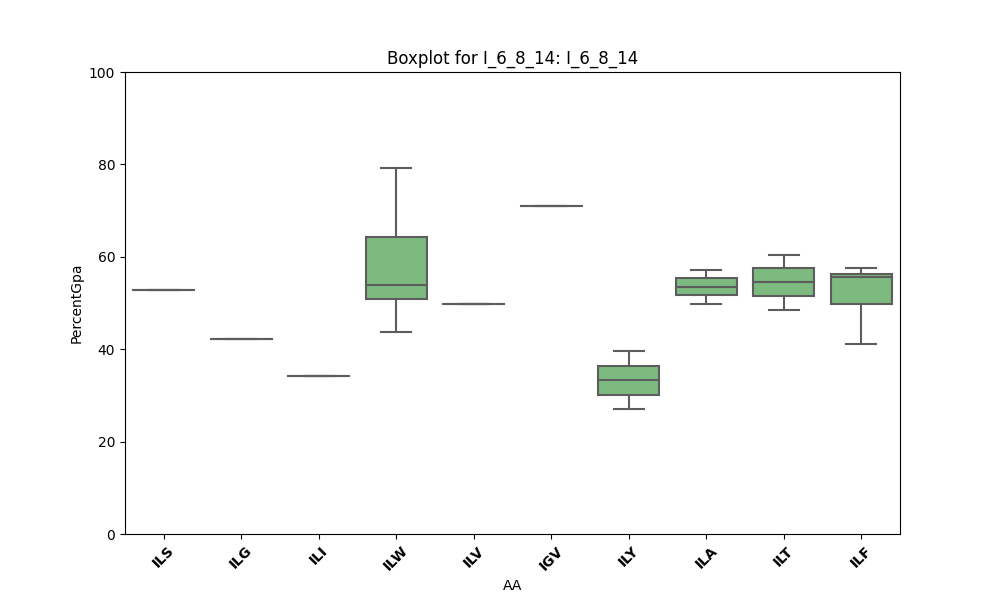 Boxplot for I_6_8_14: I_6_8_14
100
80
60
40
20
0
PercentGpa
ILS
ILG
ILI
ILW
ILV
IGV
ILY
ILA
ILT
ILF
AA